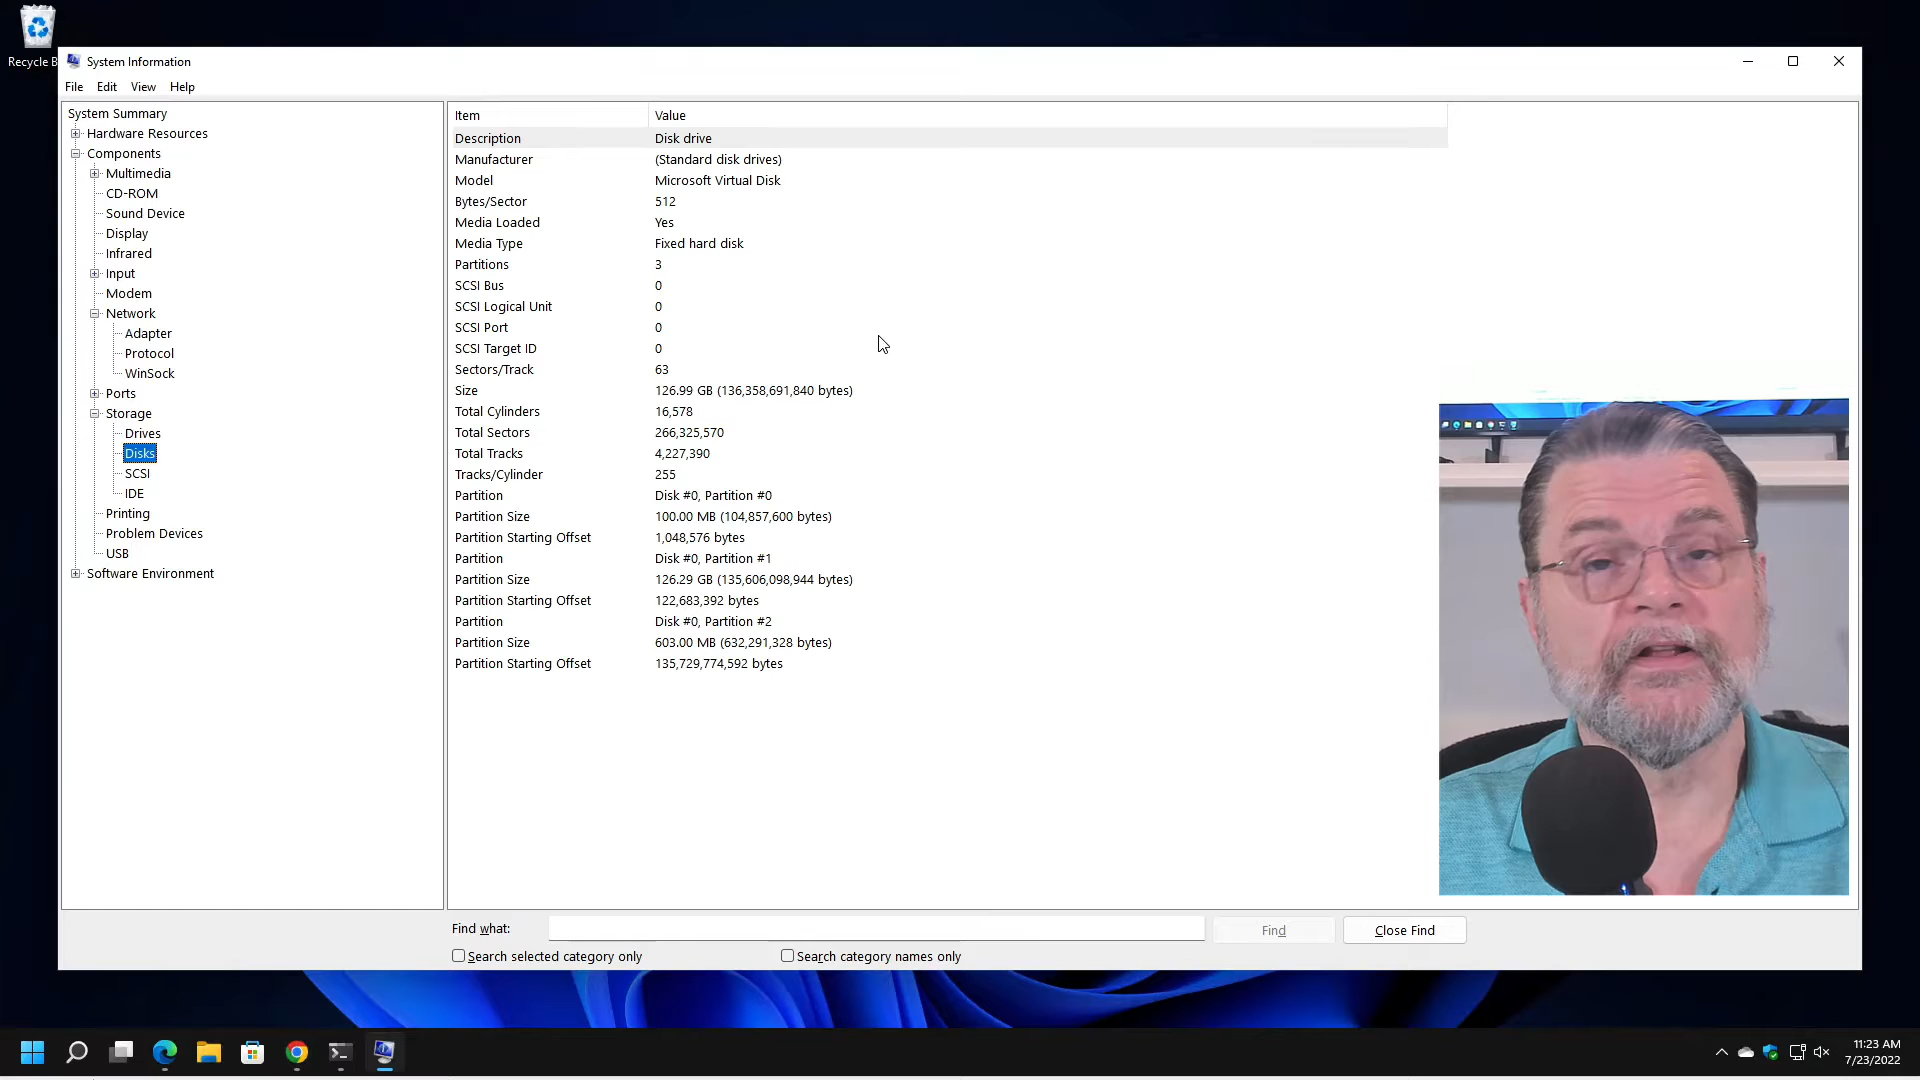 Recycle B
System Information
File Edit View Help
System Summary
Hardware Resources
Components
Multimedia
CD-ROM
Sound Device
Display
Infrared
Input
Modem
Network
Adapter
Protocol
WinSock
Ports
Storage
Drives
Disks
SCSI
IDE
Printing
Problem Devices
USB
Software Environment
Item Value
Description Disk drive
Manufacturer (Standard disk drives)
Model Microsoft Virtual Disk
Bytes/Sector 512
Media Loaded Yes
Media Type Fixed hard disk
Partitions 3
SCSI Bus 0
SCSI Logical Unit 0
SCSI Port 0
SCSI Target ID 0
Sectors/Track 63
Size 126.99 GB (136,358,691,840 bytes)
Total Cylinders 16,578
Total Sectors 266,325,570
Total Tracks 4,227,390
Tracks/Cylinder 255
Partition Disk #0, Partition #0
Partition Size 100.00 MB (104,857,600 bytes)
Partition Starting Offset 1,048,576 bytes
Partition Disk #0, Partition #1
Partition Size 126.29 GB (135,606,098,944 bytes)
Partition Starting Offset 122,683,392 bytes
Partition Disk #0, Partition #2
Partition Size 603.00 MB (632,291,328 bytes)
Partition Starting Offset 135,729,774,592 bytes
Find what: Find Close Find
Search selected category only Search category names only
11:23 AM
7/23/2022